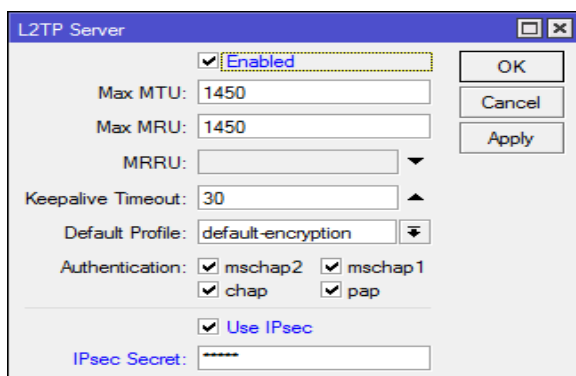 L2TP Server
Enabled
OK
Max MTU: 1450
Cancel
Max MRU: 1450
Apply
MRRU:
Keepalive Timeout: 30
Default Profile: default-encryption
Authentication: mschap2 mschap1
chap pap
Use IPsec
IPsec Secret: *****